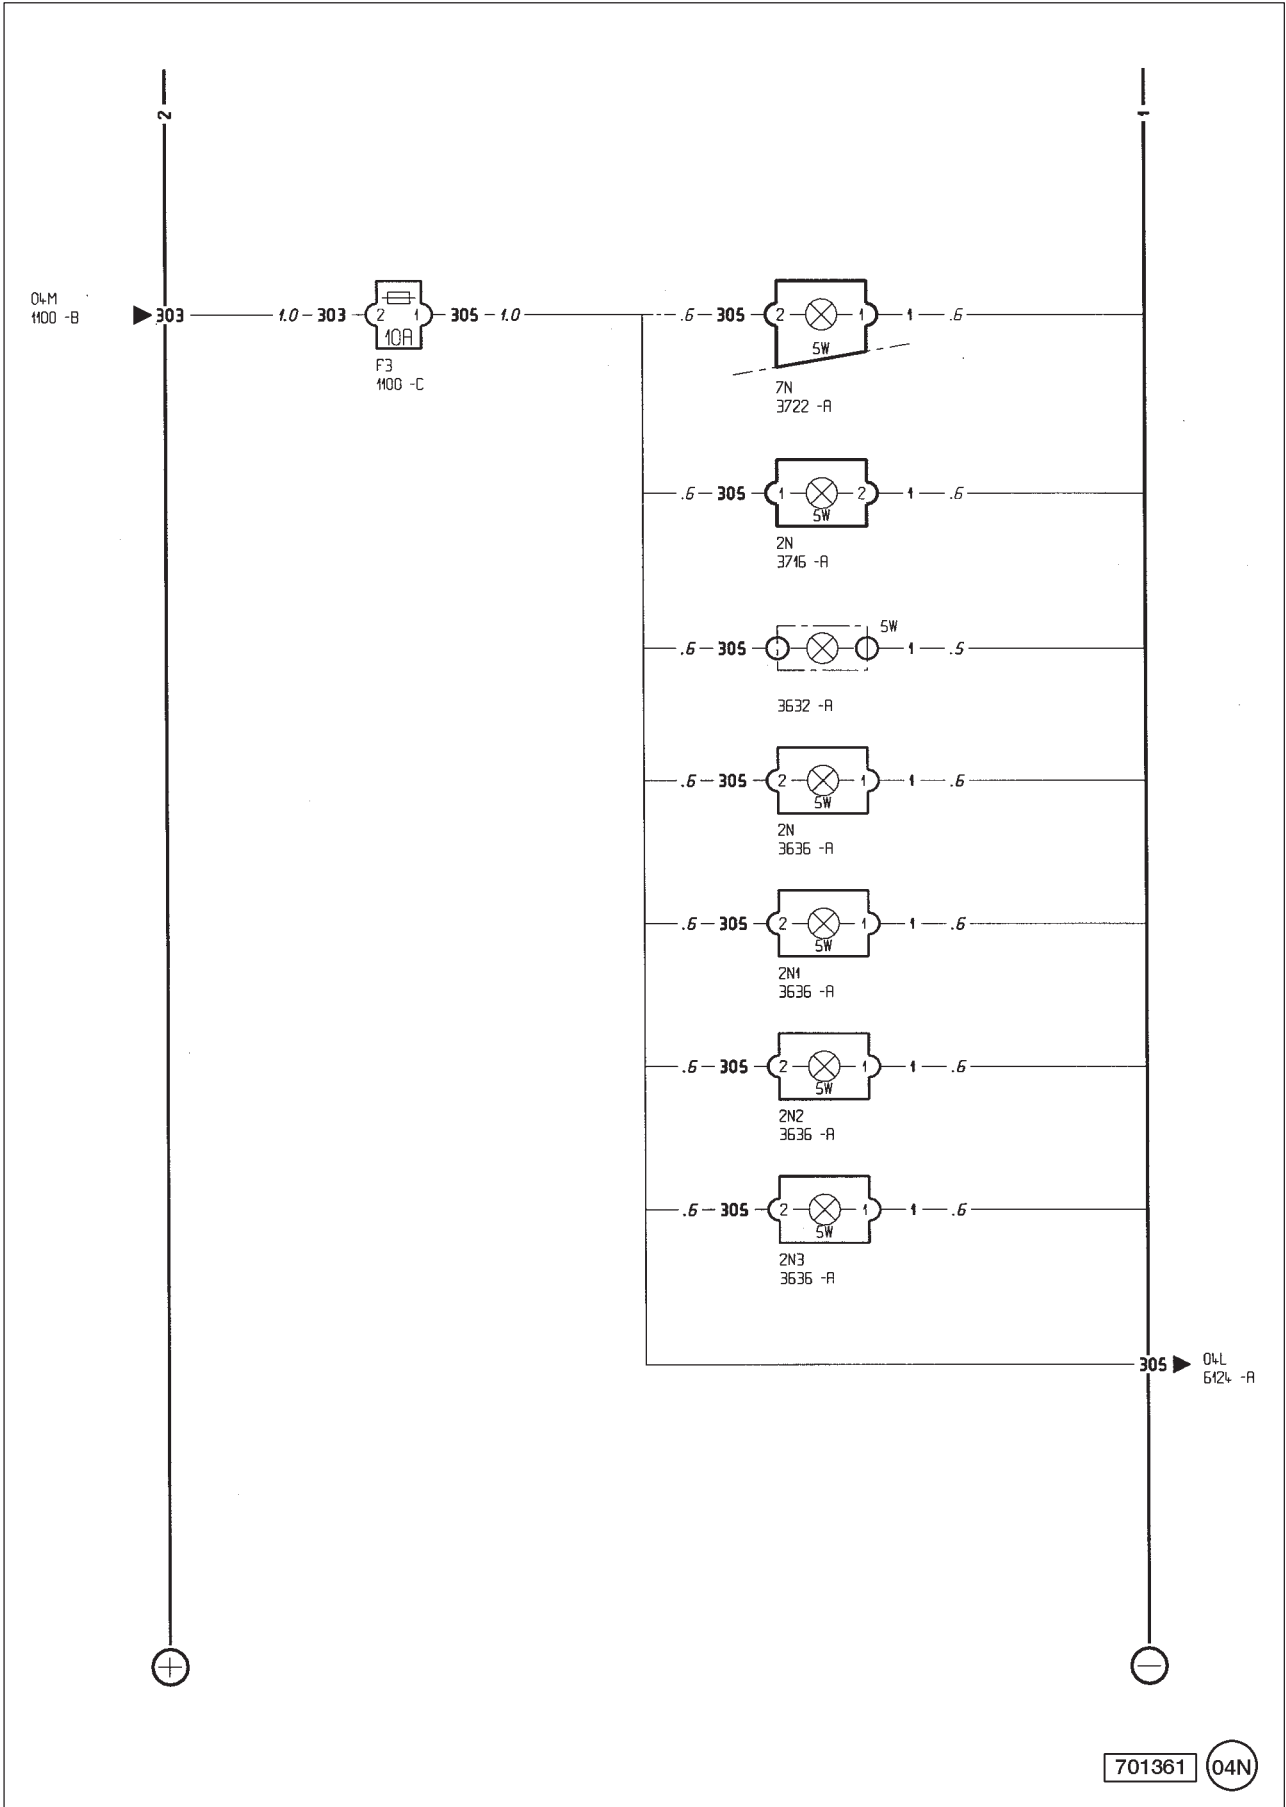 2
1
04M
1100 -B
303
1.0 303
2 1
10A
305 1.0
F3
1100 -C
.6 305 2 1 1 .6
5W
7N
3722 -A
.6 305 1 2 1 .6
5W
2N
3716 -A
5W
.6 305 1 .5
3632 -A
.6 305 2 1 1 .6
5W
2N
3636 -A
.6 305 2 1 1 .6
5W
2N1
3636 -A
.6 305 2 1 1 .6
5W
2N2
3636 -A
.6 305 2 1 1 .6
5W
2N3
3636 -A
305
04L
6124 -A
+
−
701361 04N